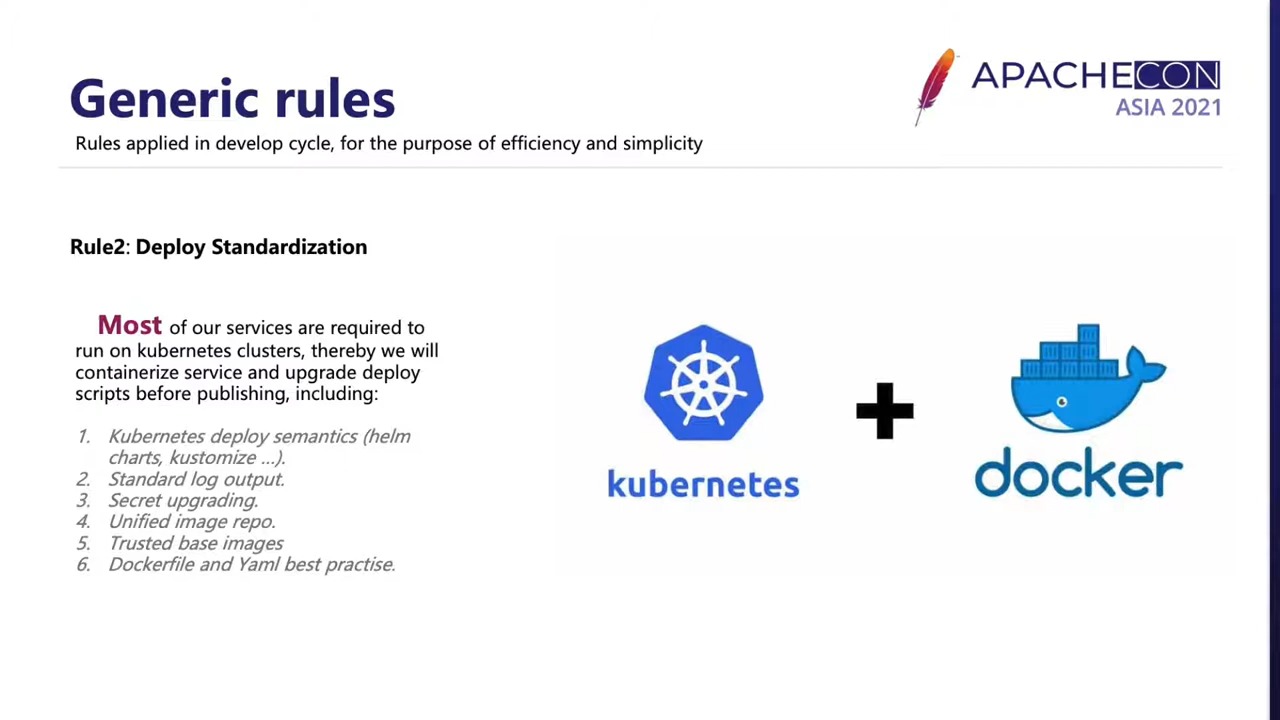 Generic rules
APACHECON
ASIA 2021
Rules applied in develop cycle, for the purpose of efficiency and simplicity
Rule2: Deploy Standardization
Most of our services are required to
run on kubernetes clusters, thereby we will
containerize service and upgrade deploy
scripts before publishing, including:
1. Kubernetes deploy semantics (helm
charts, kustomize ...).
2. Standard log output.
3. Secret upgrading.
4. Unified image repo.
5. Trusted base images
6. Dockerfile and Yaml best practise.
kubernetes
docker